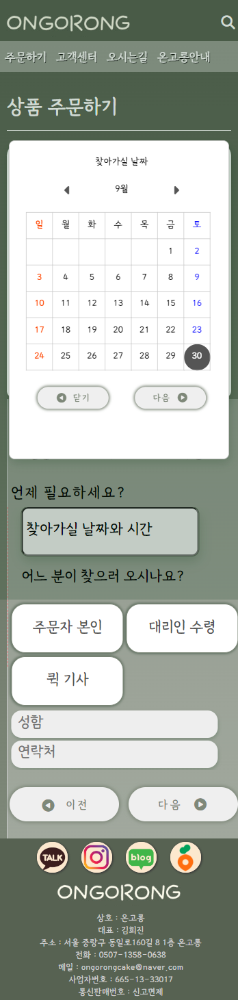 ONGORONG
주문하기 고객센터 오시는길 온고롱안내
상품 주문하기
찾아가실 날짜
9월
일 월 화 수 목 금 토
1 2
3 4 5 6 7 8 9
10 11 12 13 14 15 16
17 18 19 20 21 22 23
24 25 26 27 28 29 30
닫기 다음
언제 필요하세요?
찾아가실 날짜와 시간
어느 분이 찾으러 오시나요?
주문자 본인 대리인 수령
퀵 기사
성함
연락처
이전 다음
TALK blog
ONGORONG
상호 : 온고롱
대표 : 김희진
주소 : 서울 중랑구 동일로160길 8 1층 온고롱
전화 : 0507-1358-0638
메일 : ongorongcake@naver.com
사업자번호 : 665-13-33017
통신판매번호 : 신고면제